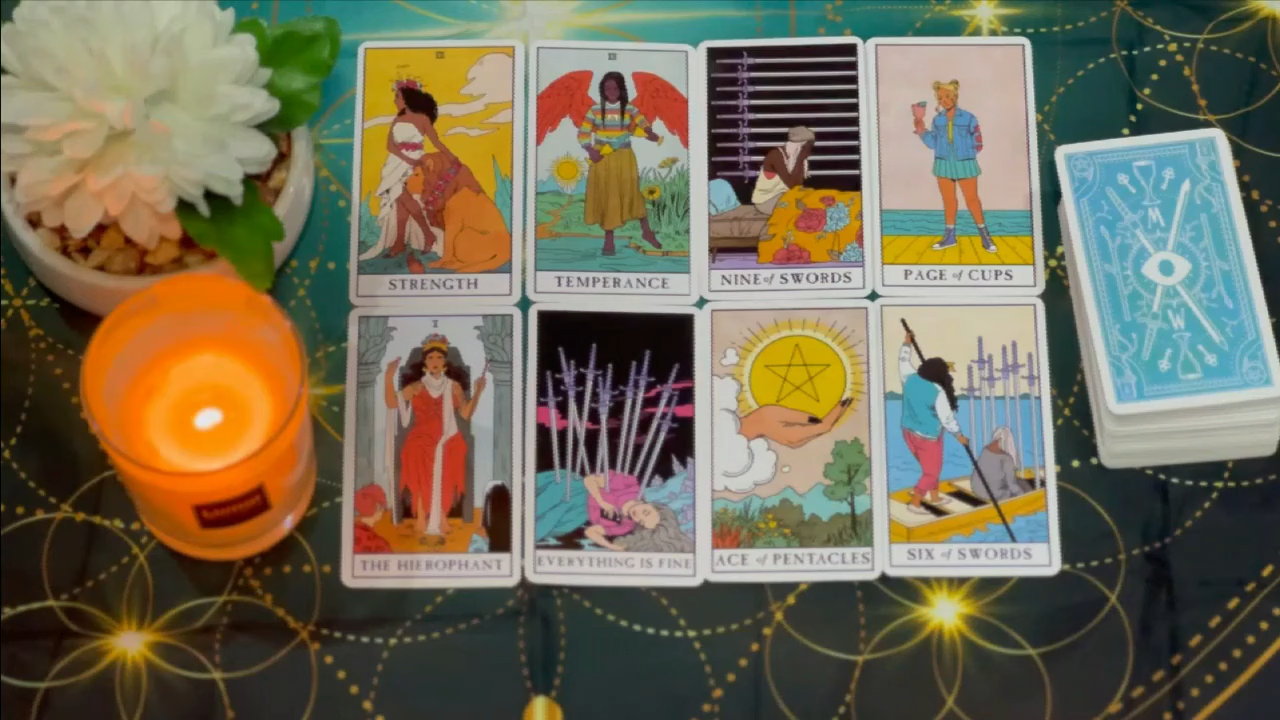 STRENGTH
TEMPERANCE
NINE of SWORDS
PAGE of CUPS
THE HIEROPHANT
EVERYTHING IS FINE
ACE of PENTACLES
SIX of SWORDS
M
W